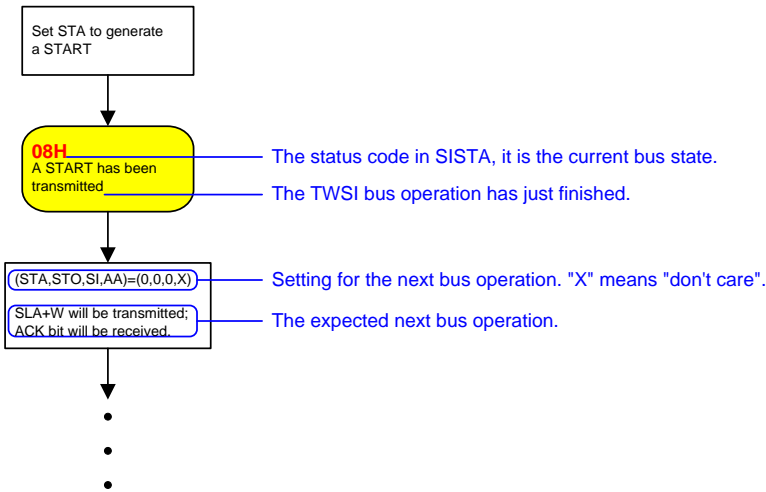 Set STA to generate
a START
08H
A START has been
transmitted
The status code in SISTA, it is the current bus state.
The TWSI bus operation has just finished.
(STA,STO,SI,AA)=(0,0,0,X)
Setting for the next bus operation. "X" means "don't care".
SLA+W will be transmitted;
ACK bit will be received.
The expected next bus operation.